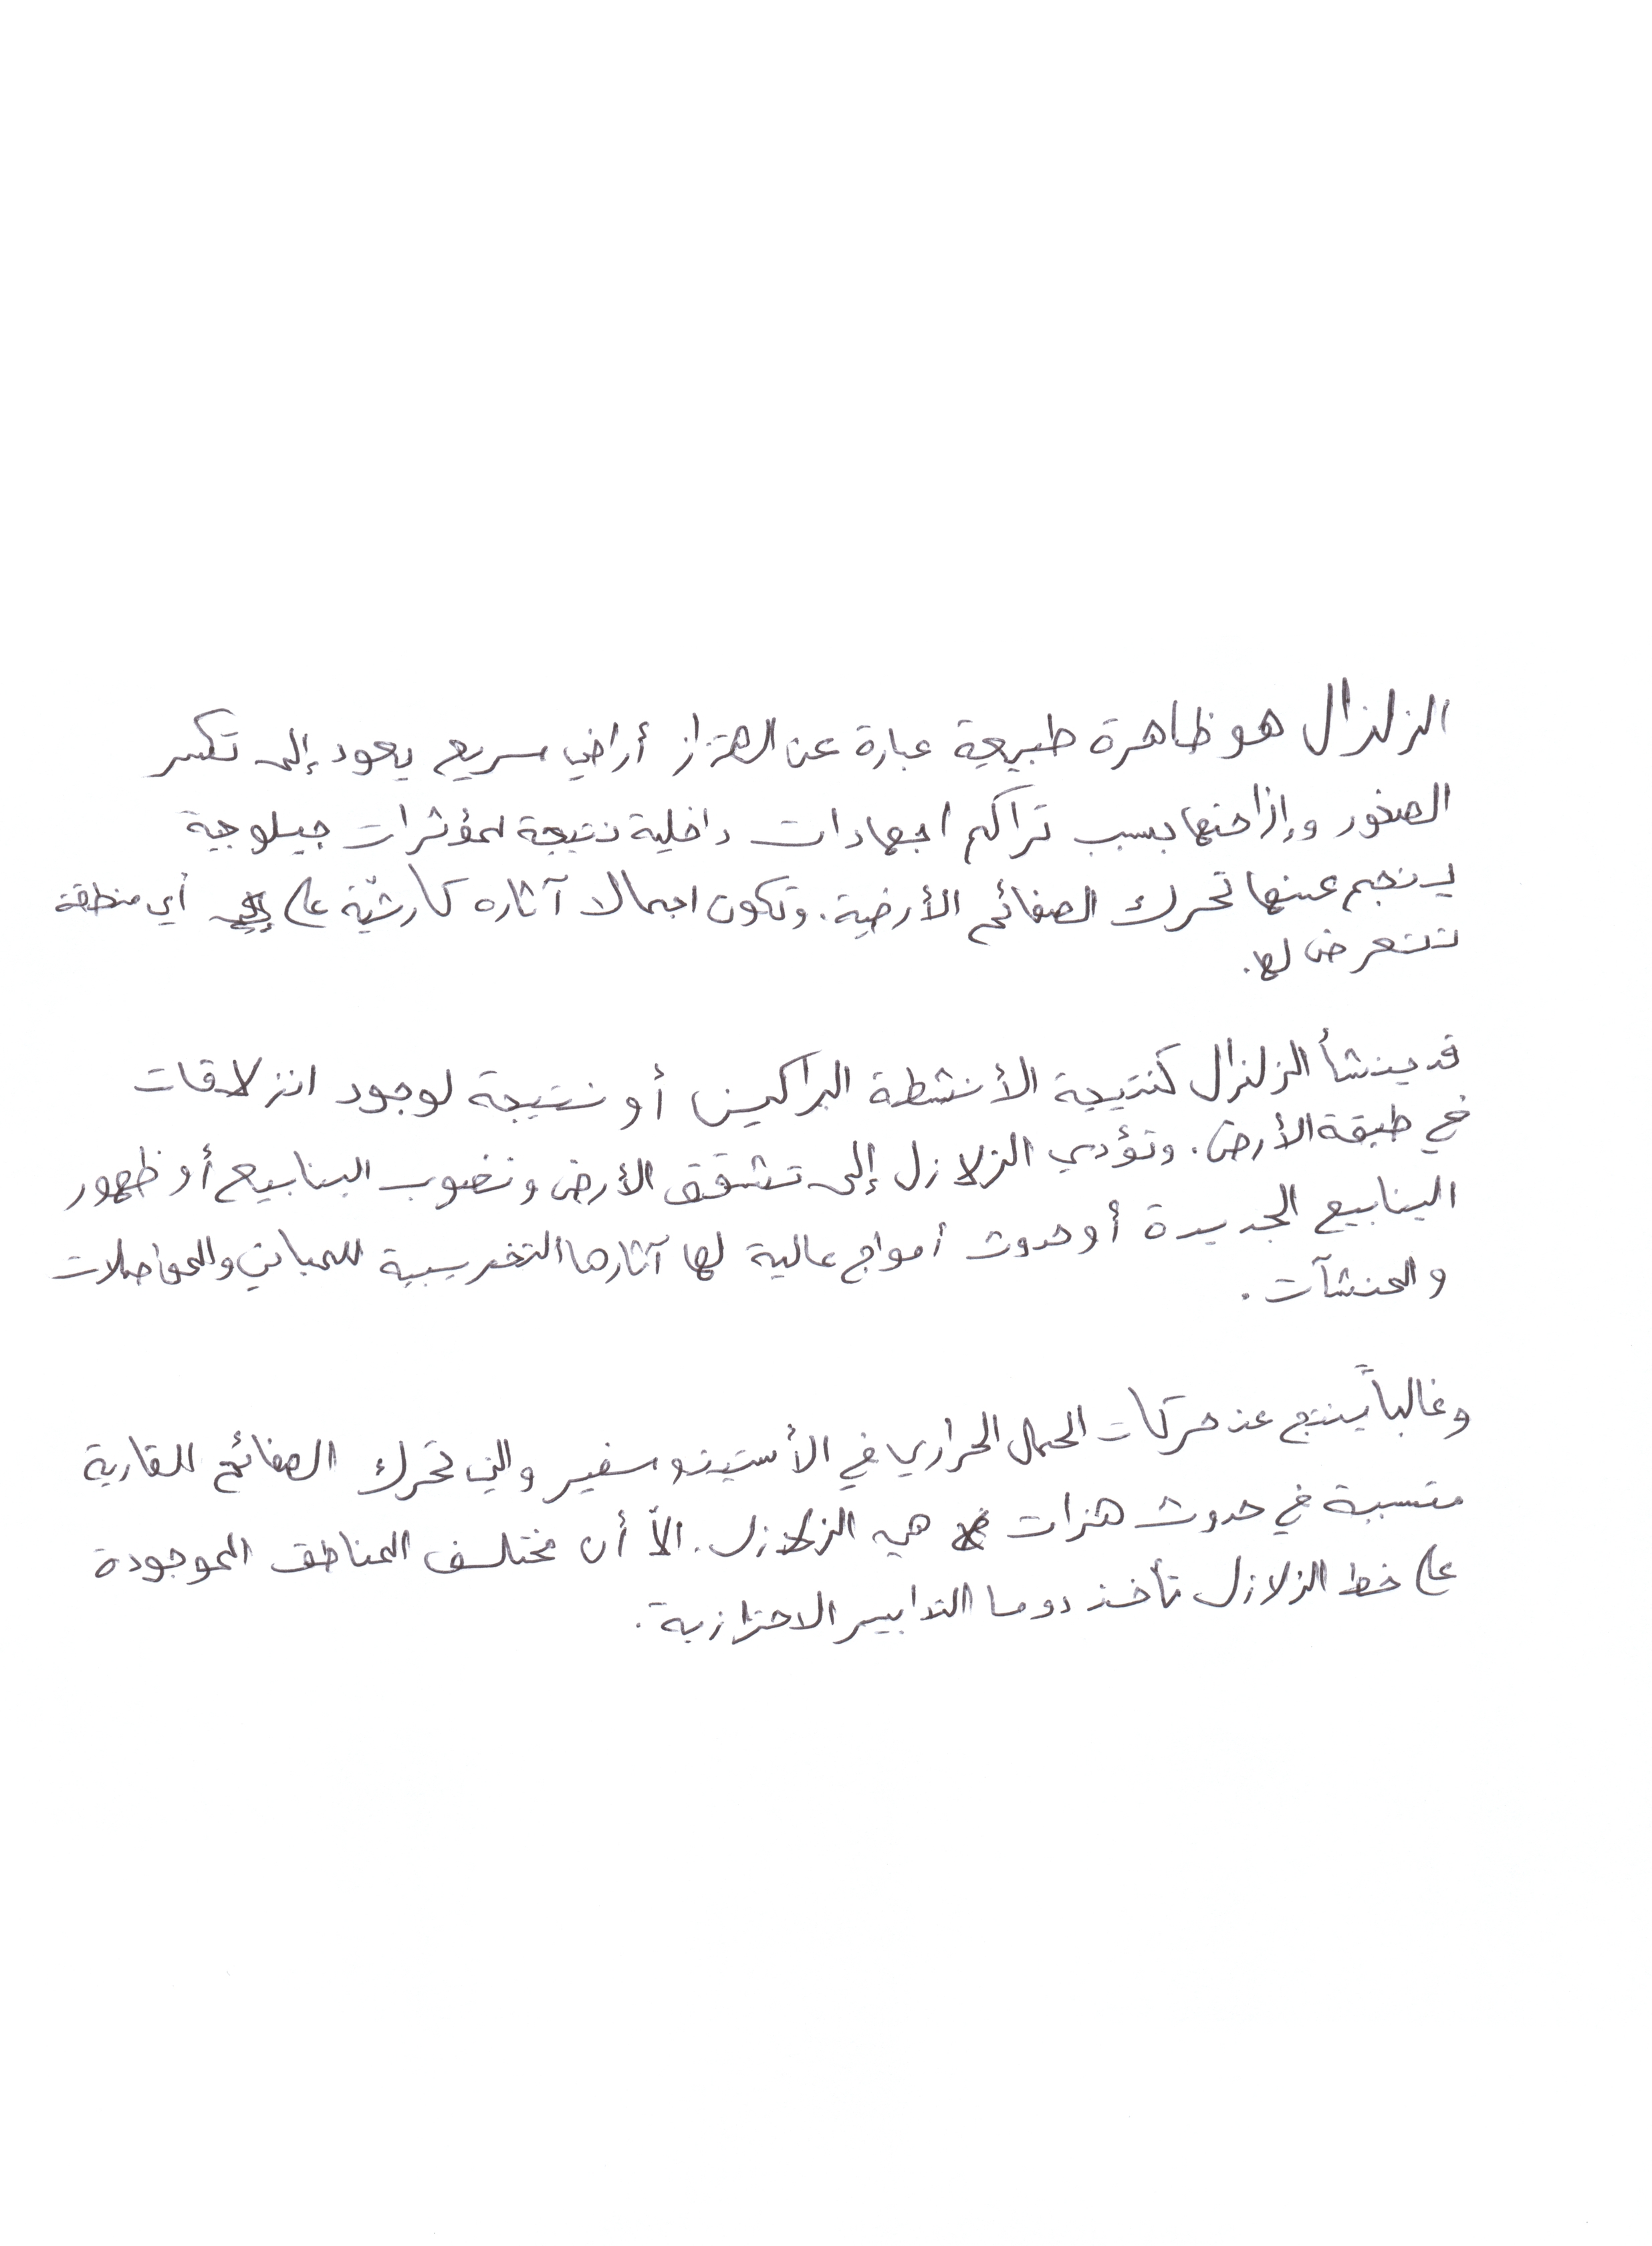 الزلزال هو ظاهرة طبيعية عبارة عن اهتزاز أراضي سريع يعود إلى تكسر
الصخور وإزاحتها بسبب تراكم اجهادات داخلية نتيجة لمؤثرات جيلوجية
ينجم عنها تحرك الصفائح الأرضية. وتكون اجمالا آثاره كارثيّة على أي منطقة
تتعرض لها.
قد ينشأ الزلزال كنتيجة الأنشطة البراكين أو نتيجة لوجود انزلاقات
في طبقة الأرض. وتؤدي الزلازل إلى تشقق الأرض ونضوب الينابيع أو ظهور
الينابيع الجديدة أو حدوث أمواج عالية لها آثارها التخريبية للمباني والمواصلات
والمنشآت.
وغالباً ينتج عن حركات الحمل الحراري في الأستينوسفير والتي تحرك الصفائح القارية
متسببة في حدوث هزات هي الزلازل. الاّ أن مختلف المناطق الموجودة
على خط الزلازل تأخذ دوما التدابير الاحترازية.